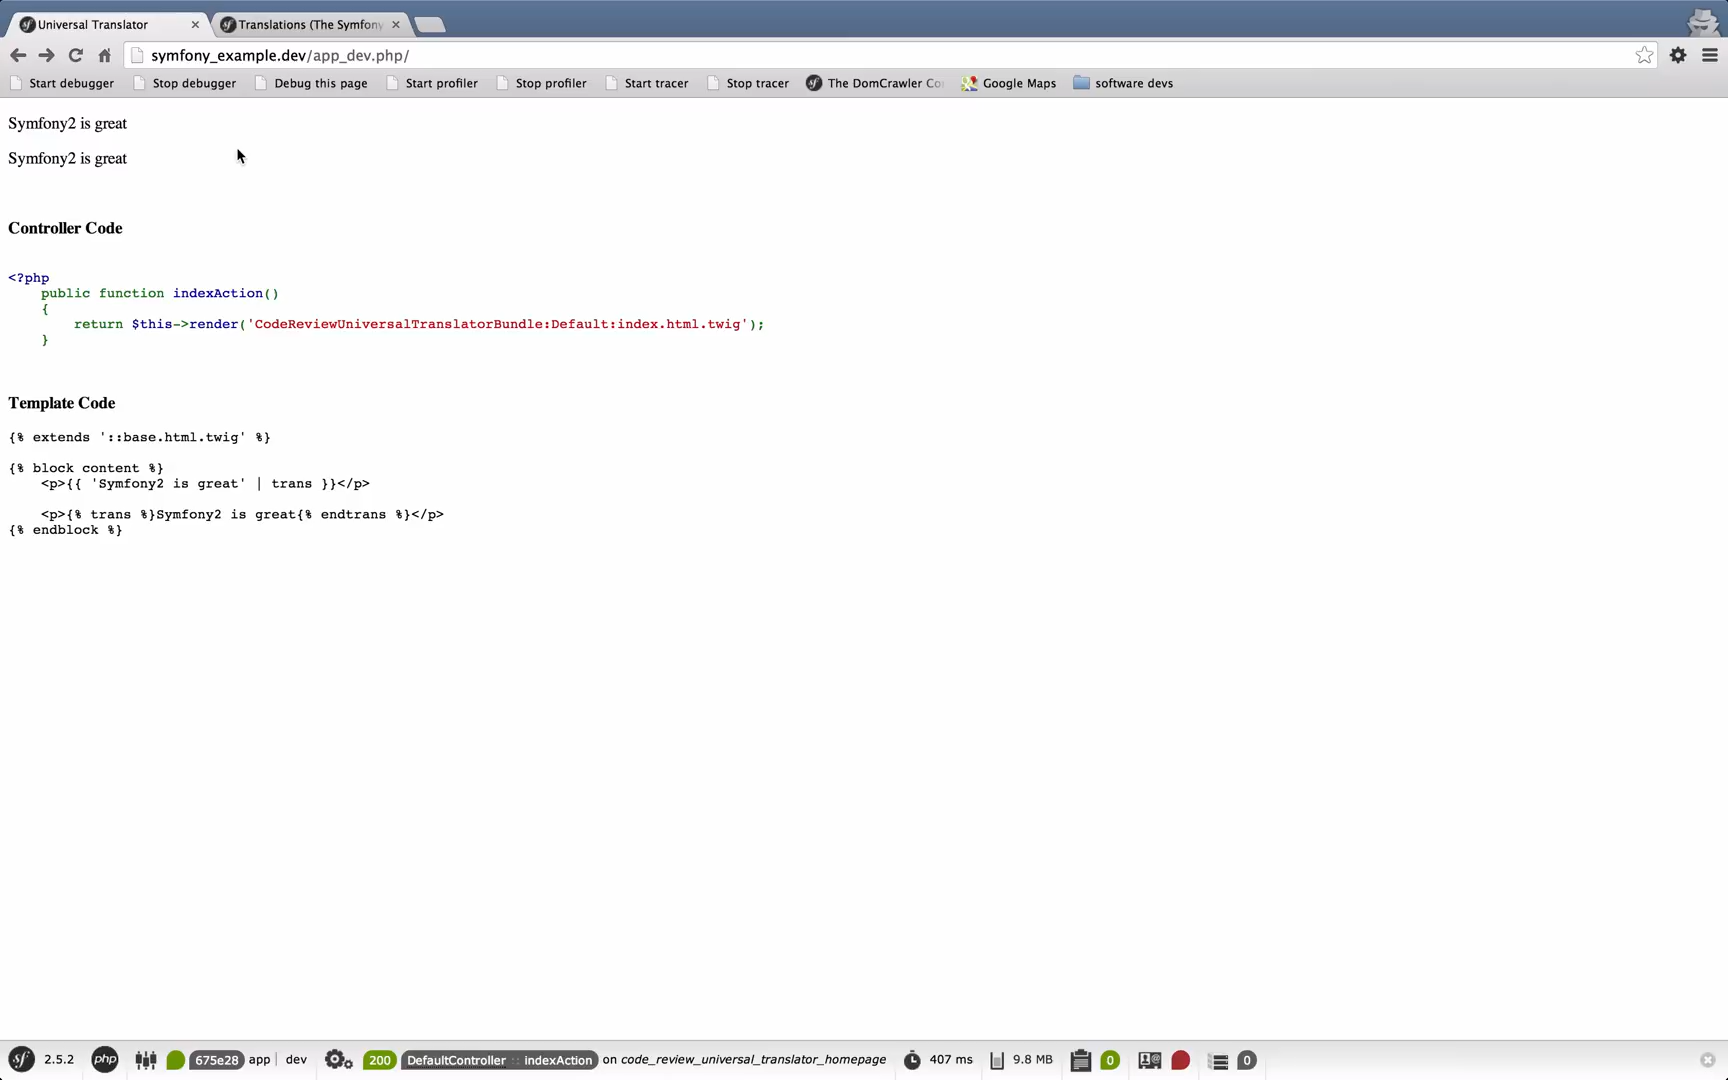 Universal Translator
Translations (The Symfony
symfony_example.dev/app_dev.php/
Start debugger Stop debugger Debug this page Start profiler Stop profiler Start tracer Stop tracer The DomCrawler Co Google Maps software devs
Symfony2 is great
Symfony2 is great
Controller Code
<?php
    public function indexAction()
    {
        return $this->render('CodeReviewUniversalTranslatorBundle:Default:index.html.twig');
    }
Template Code
{% extends '::base.html.twig' %}
{% block content %}
    <p>{{ 'Symfony2 is great' | trans }}</p>
    <p>{% trans %}Symfony2 is great{% endtrans %}</p>
{% endblock %}
sf 2.5.2 php 675e28 app dev 200 DefaultController :: indexAction on code_review_universal_translator_homepage 407 ms 9.8 MB 0 0